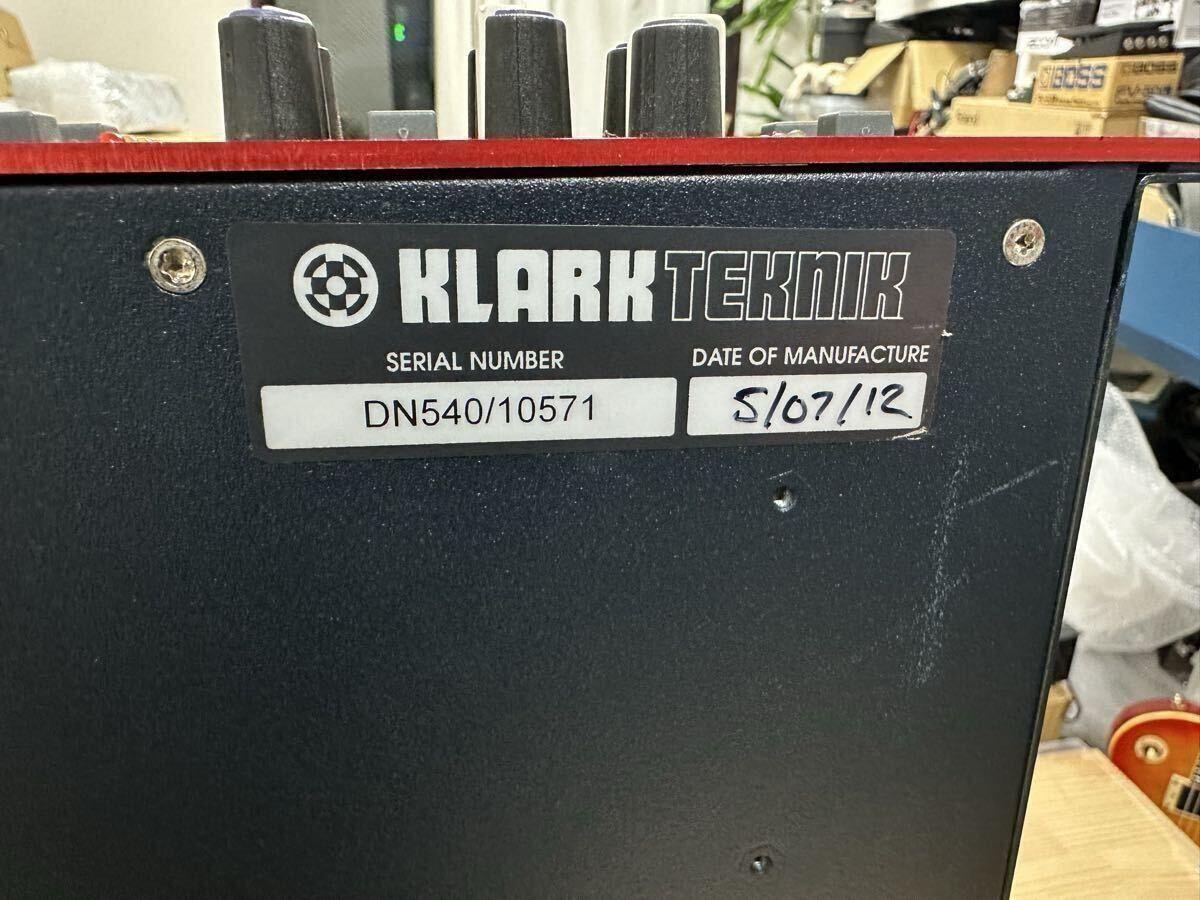 BOSS
KLARK TEKNIK
SERIAL NUMBER
DATE OF MANUFACTURE
DN540/10571
5/07/12